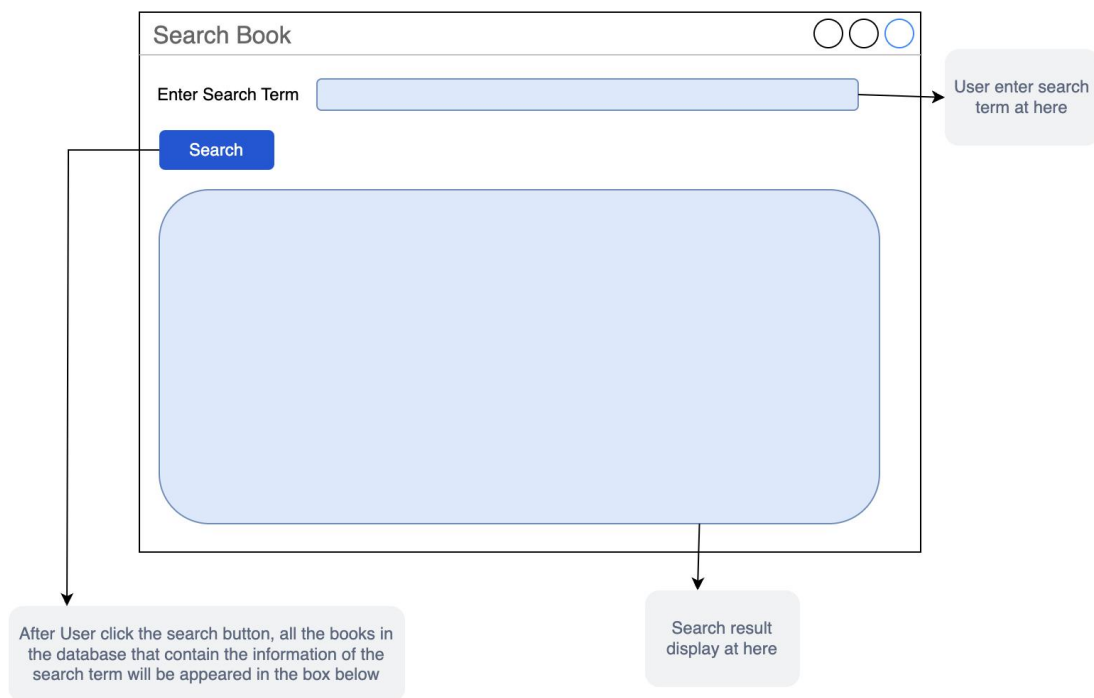 Search Book
Enter Search Term
User enter search
term at here
Search
After User click the search button, all the books in
the database that contain the information of the
search term will be appeared in the box below
Search result
display at here